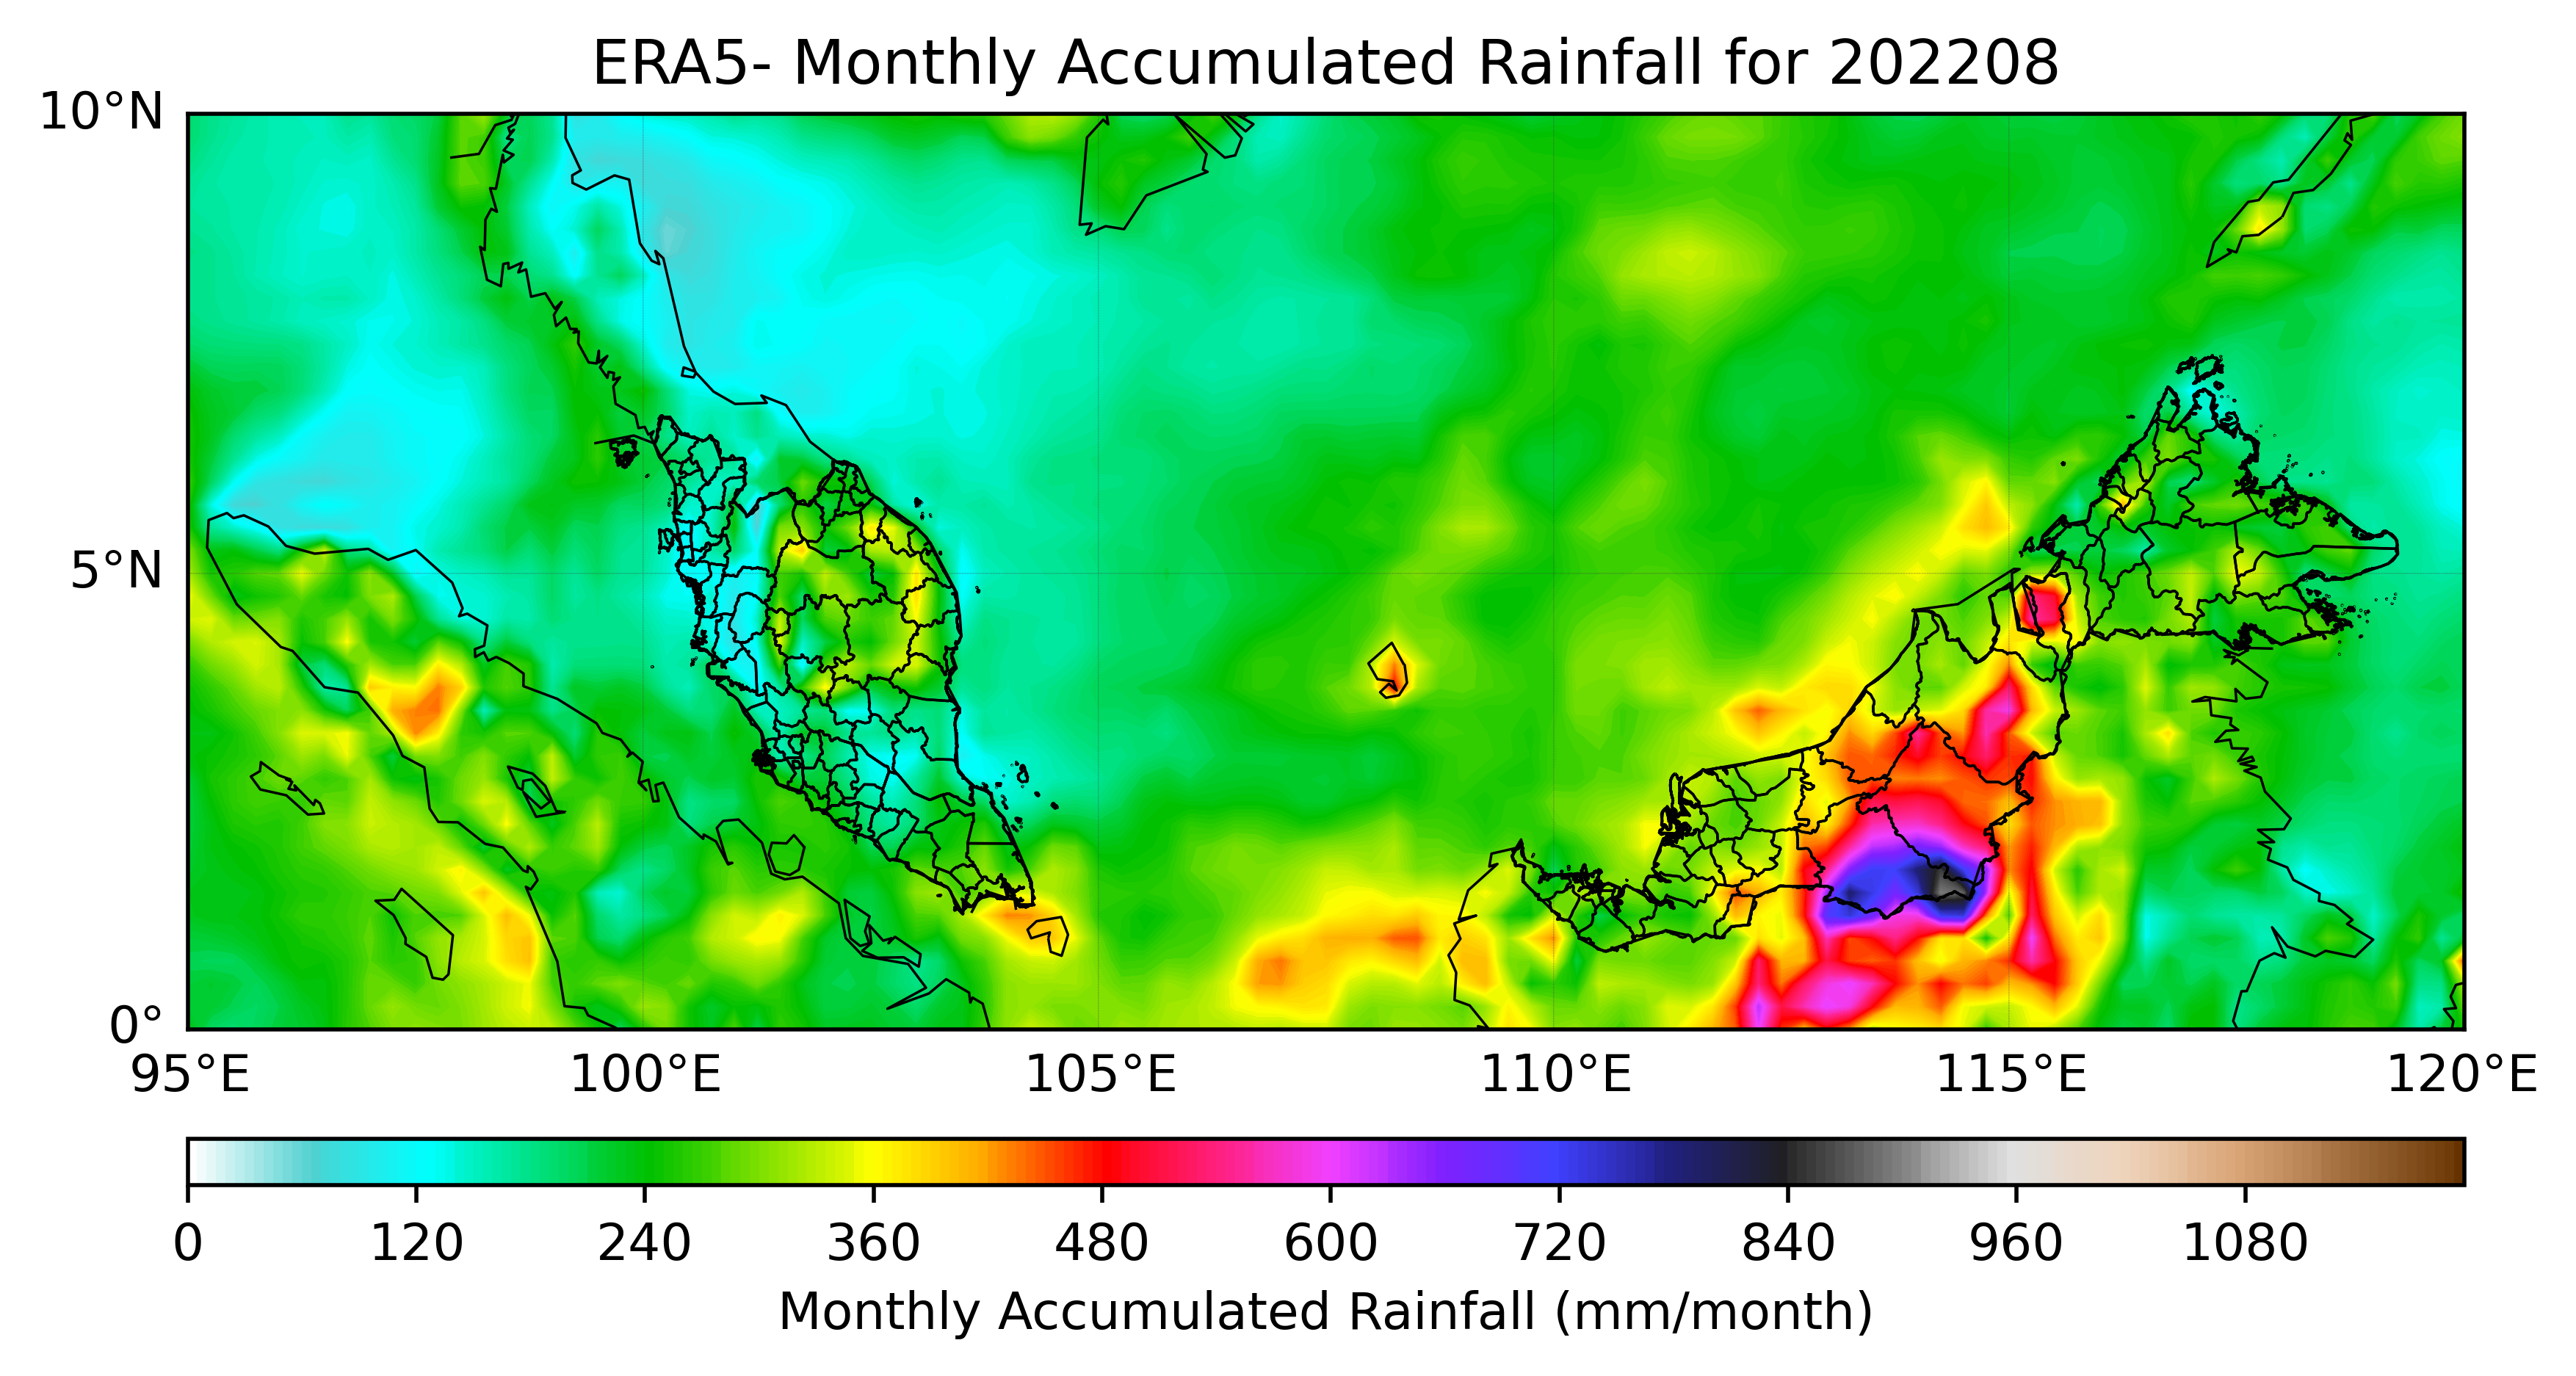 ERA5- Monthly Accumulated Rainfall for 202208
10°N
5°N
0°
95°E 100°E 105°E 110°E 115°E 120°E
0 120 240 360 480 600 720 840 960 1080
Monthly Accumulated Rainfall (mm/month)